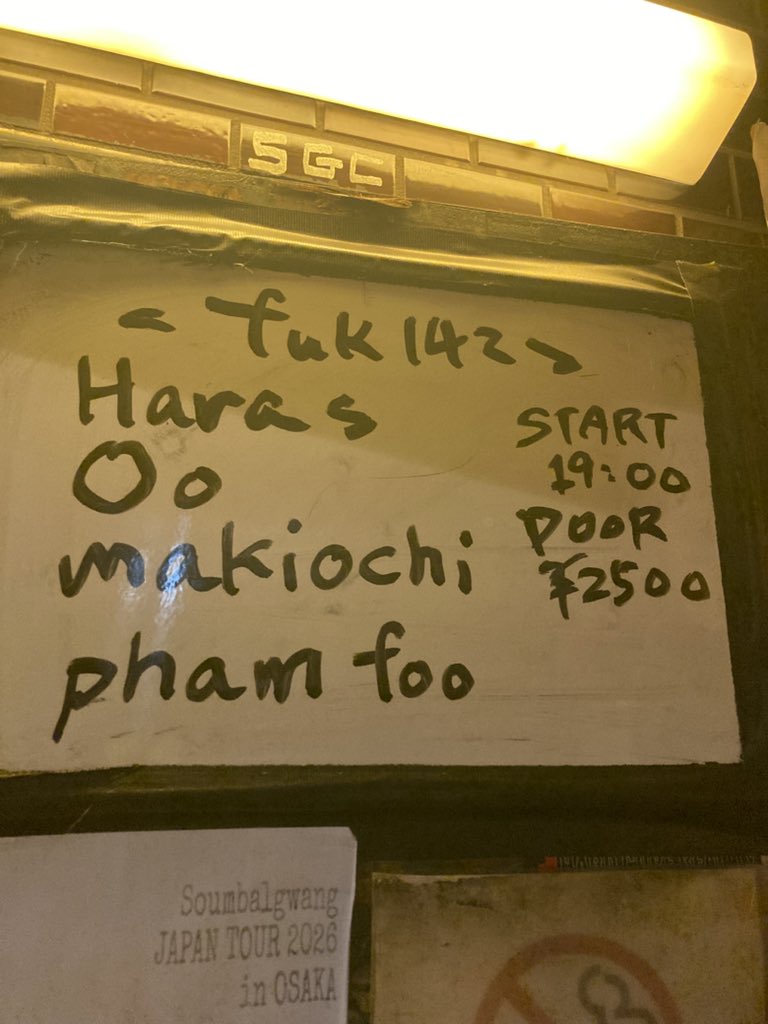 SGC
< fuk 142 >
Haras
Oo
makiochi
pham foo
START
19:00
DOOR
¥2500
Soumbalgwang
JAPAN TOUR 2026
in OSAKA